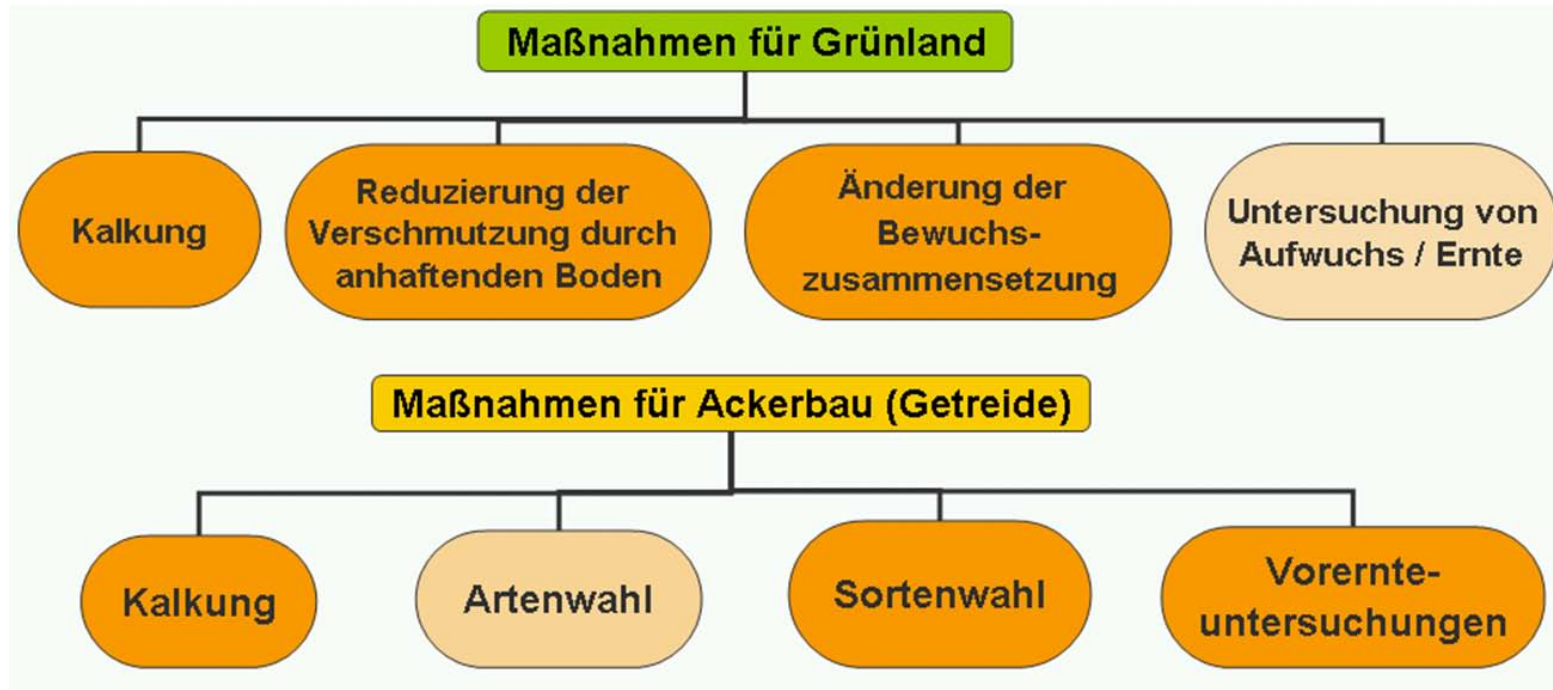 Maßnahmen für Grünland
Kalkung
Reduzierung der
Verschmutzung durch
anhaftenden Boden
Änderung der
Bewuchs-
zusammensetzung
Untersuchung von
Aufwuchs / Ernte
Maßnahmen für Ackerbau (Getreide)
Kalkung
Artenwahl
Sortenwahl
Vorernte-
untersuchungen